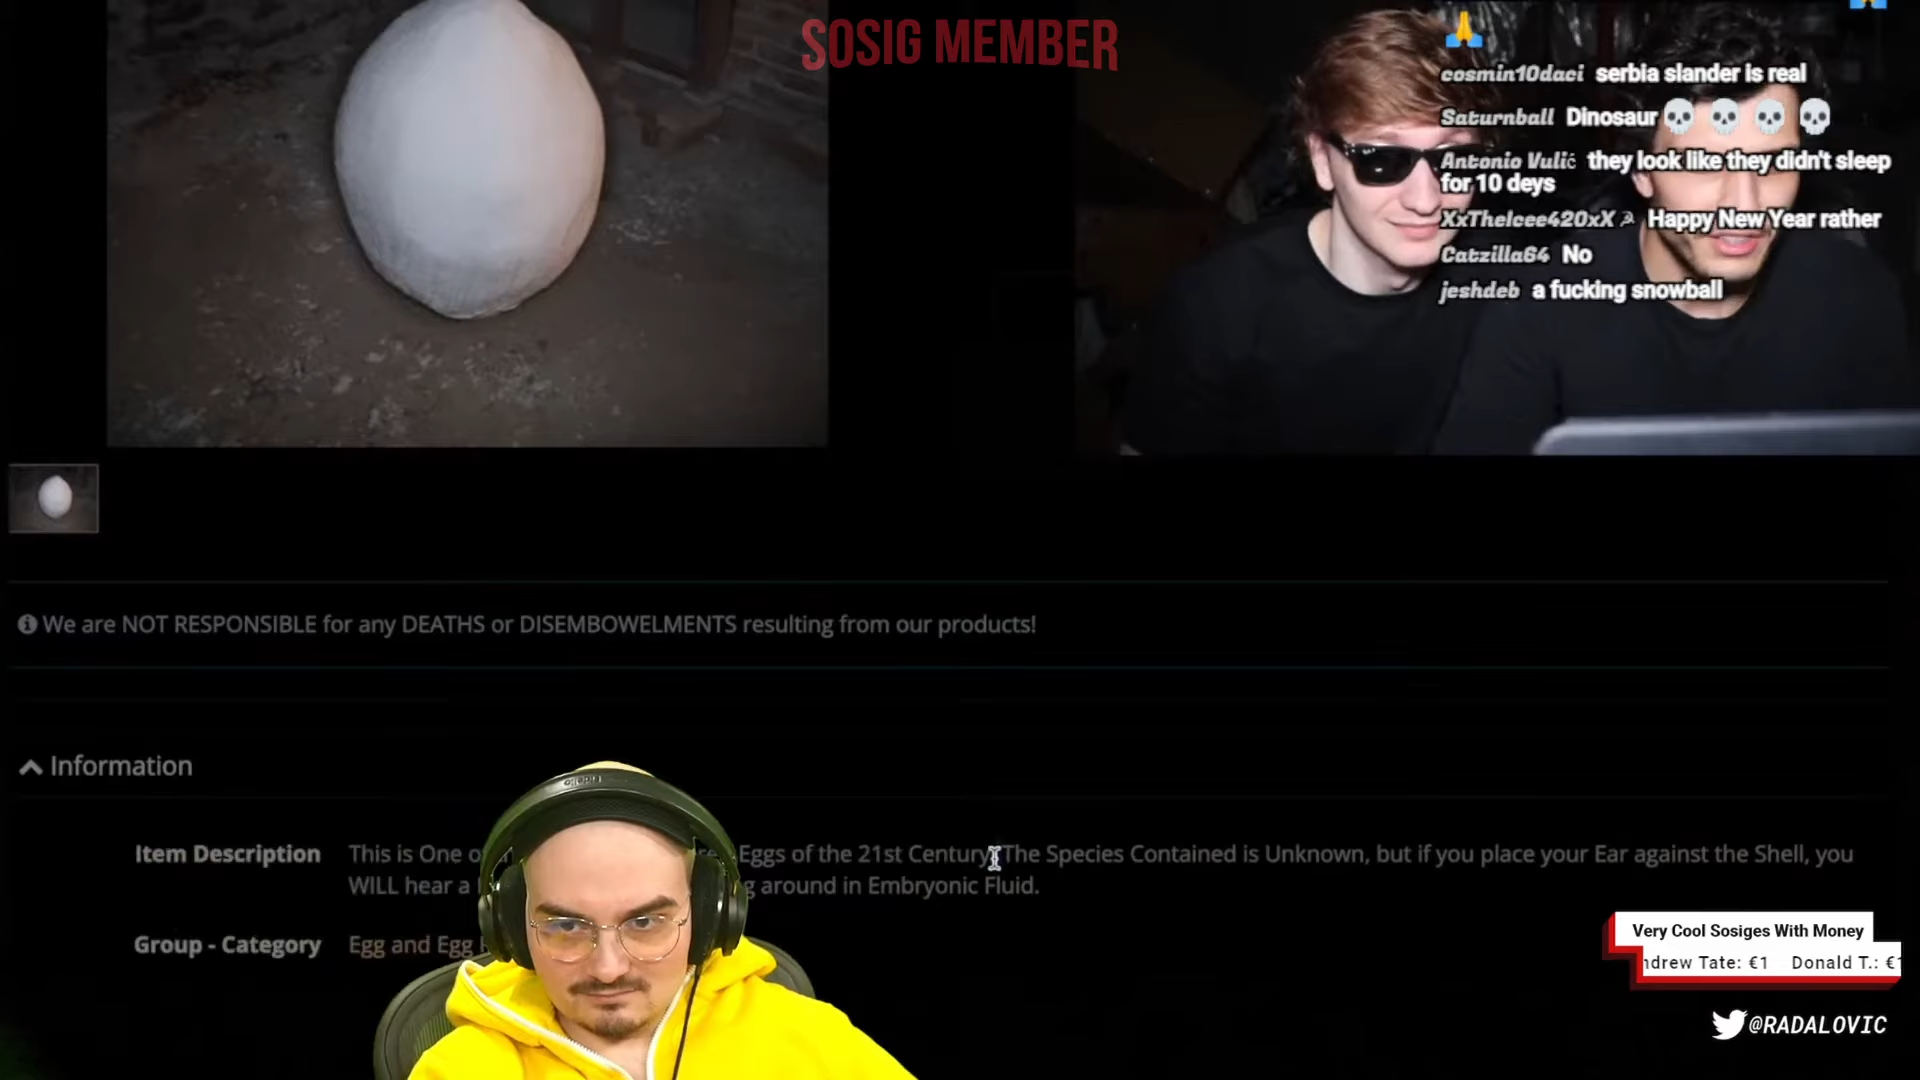 SOSIG MEMBER
cosmin10daci serbia slander is real
Saturnball Dinosaur 💀 💀 💀 💀
Antonio Vulić they look like they didn't sleep
for 10 deys
XxTheIcee420xX Happy New Year rather
Catzilla64 No
jeshdeb a fucking snowball
We are NOT RESPONSIBLE for any DEATHS or DISEMBOWELMENTS resulting from our products!
Information
Item Description This is One Eggs of the 21st Century. The Species Contained is Unknown, but if you place your Ear against the Shell, you
WILL hear a around in Embryonic Fluid.
Group - Category Egg and Egg
Very Cool Sosiges With Money
ndrew Tate: €1 Donald T.: €1
@RADALOVIC